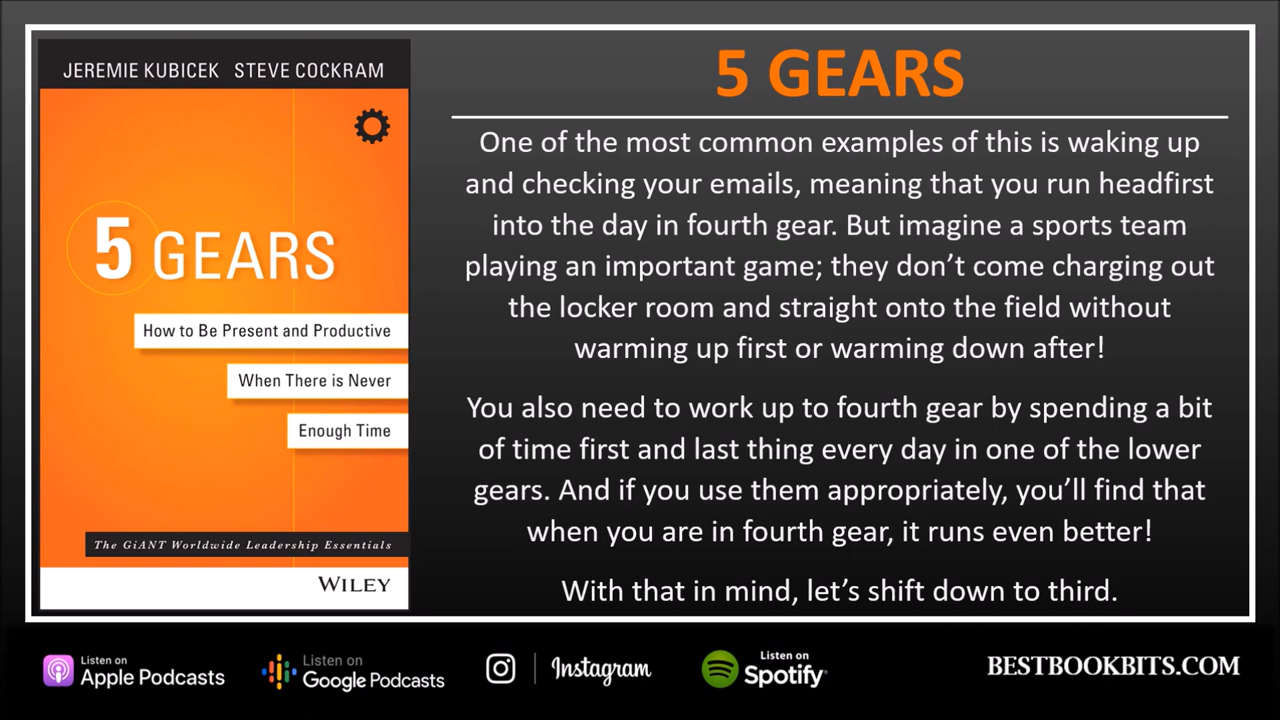 JEREMIE KUBICEK STEVE COCKRAM
5 GEARS
How to Be Present and Productive
When There is Never
Enough Time
The GiANT Worldwide Leadership Essentials
WILEY
5 GEARS
One of the most common examples of this is waking up
and checking your emails, meaning that you run headfirst
into the day in fourth gear. But imagine a sports team
playing an important game; they don’t come charging out
the locker room and straight onto the field without
warming up first or warming down after!
You also need to work up to fourth gear by spending a bit
of time first and last thing every day in one of the lower
gears. And if you use them appropriately, you’ll find that
when you are in fourth gear, it runs even better!
With that in mind, let’s shift down to third.
Listen on
Apple Podcasts
Listen on
Google Podcasts
Instagram
Listen on
Spotify
BESTBOOKBITS.COM